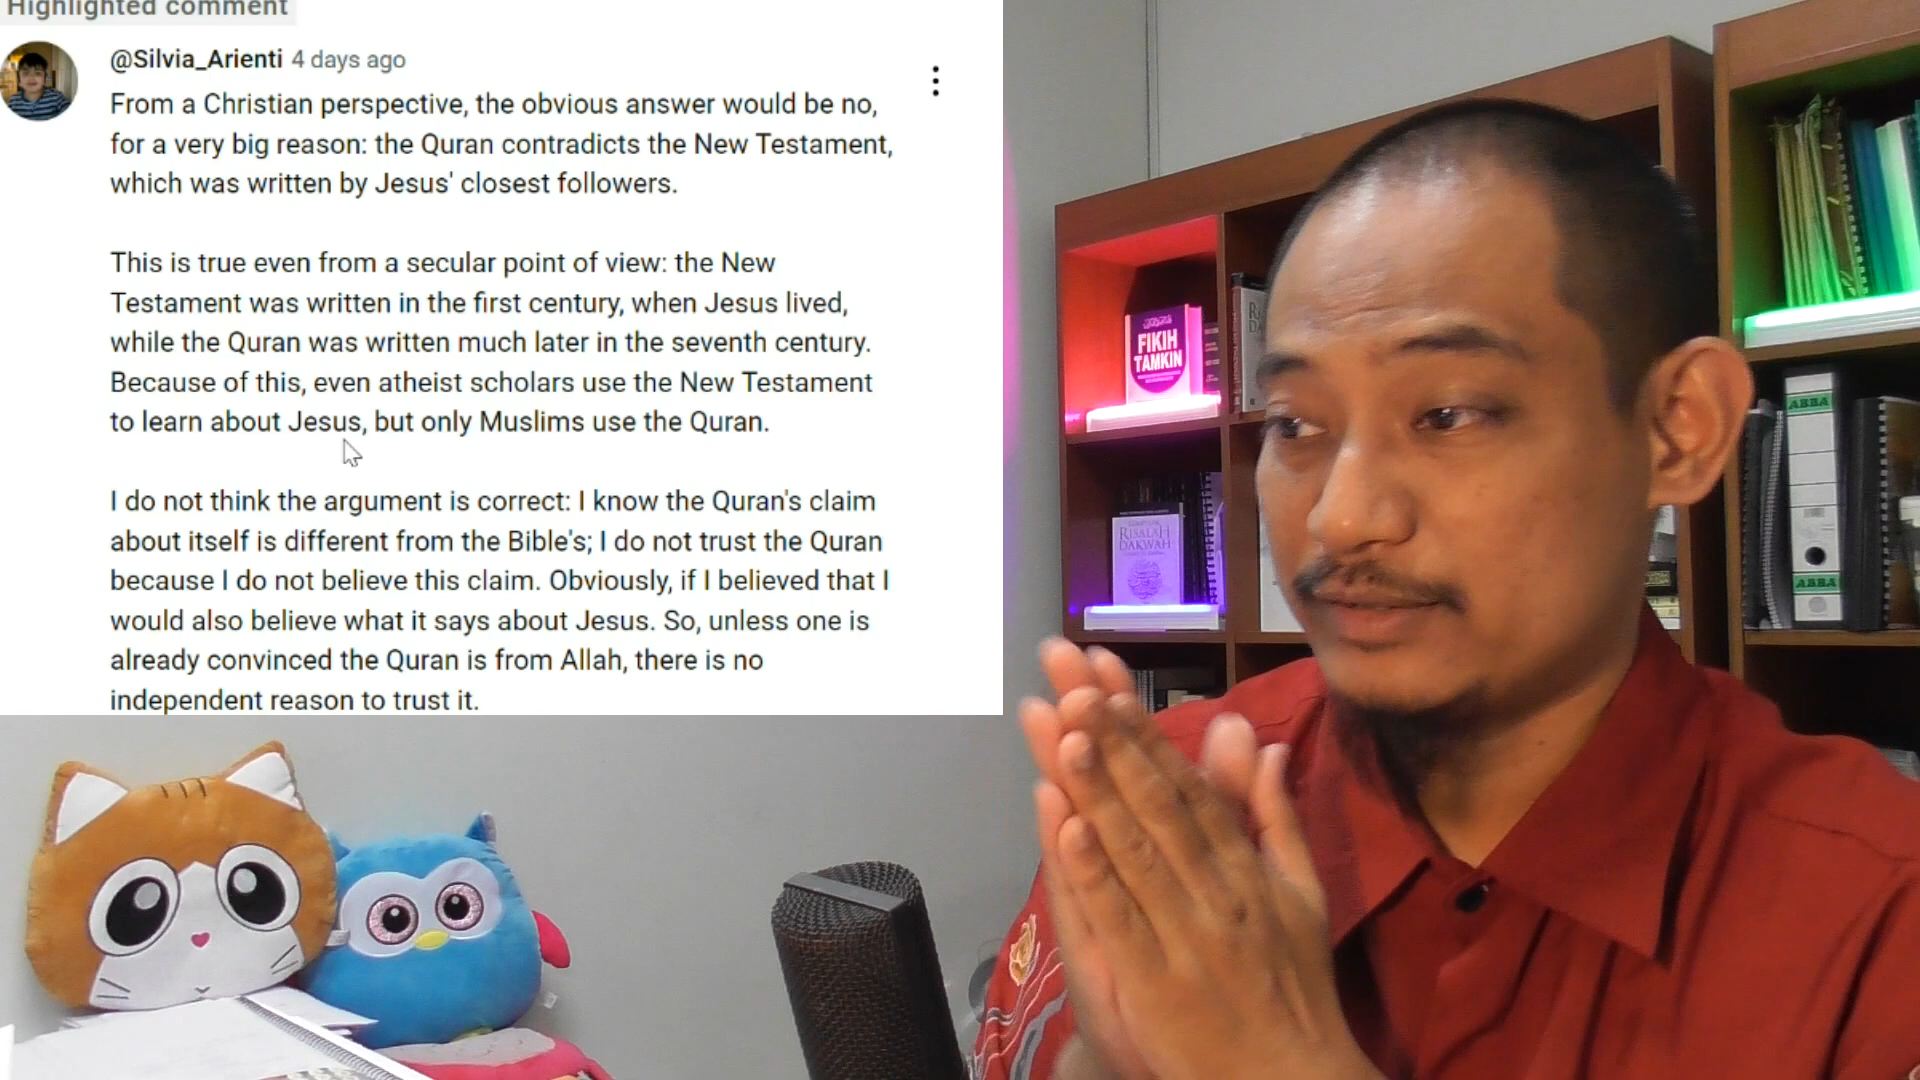 Highlighted comment
@Silvia_Arienti 4 days ago
From a Christian perspective, the obvious answer would be no,
for a very big reason: the Quran contradicts the New Testament,
which was written by Jesus' closest followers.
This is true even from a secular point of view: the New
Testament was written in the first century, when Jesus lived,
while the Quran was written much later in the seventh century.
Because of this, even atheist scholars use the New Testament
to learn about Jesus, but only Muslims use the Quran.
I do not think the argument is correct: I know the Quran's claim
about itself is different from the Bible's; I do not trust the Quran
because I do not believe this claim. Obviously, if I believed that I
would also believe what it says about Jesus. So, unless one is
already convinced the Quran is from Allah, there is no
independent reason to trust it.
FIKIH
TAMKIN
RISALAH
DAKWAH
ABBA
ABBA